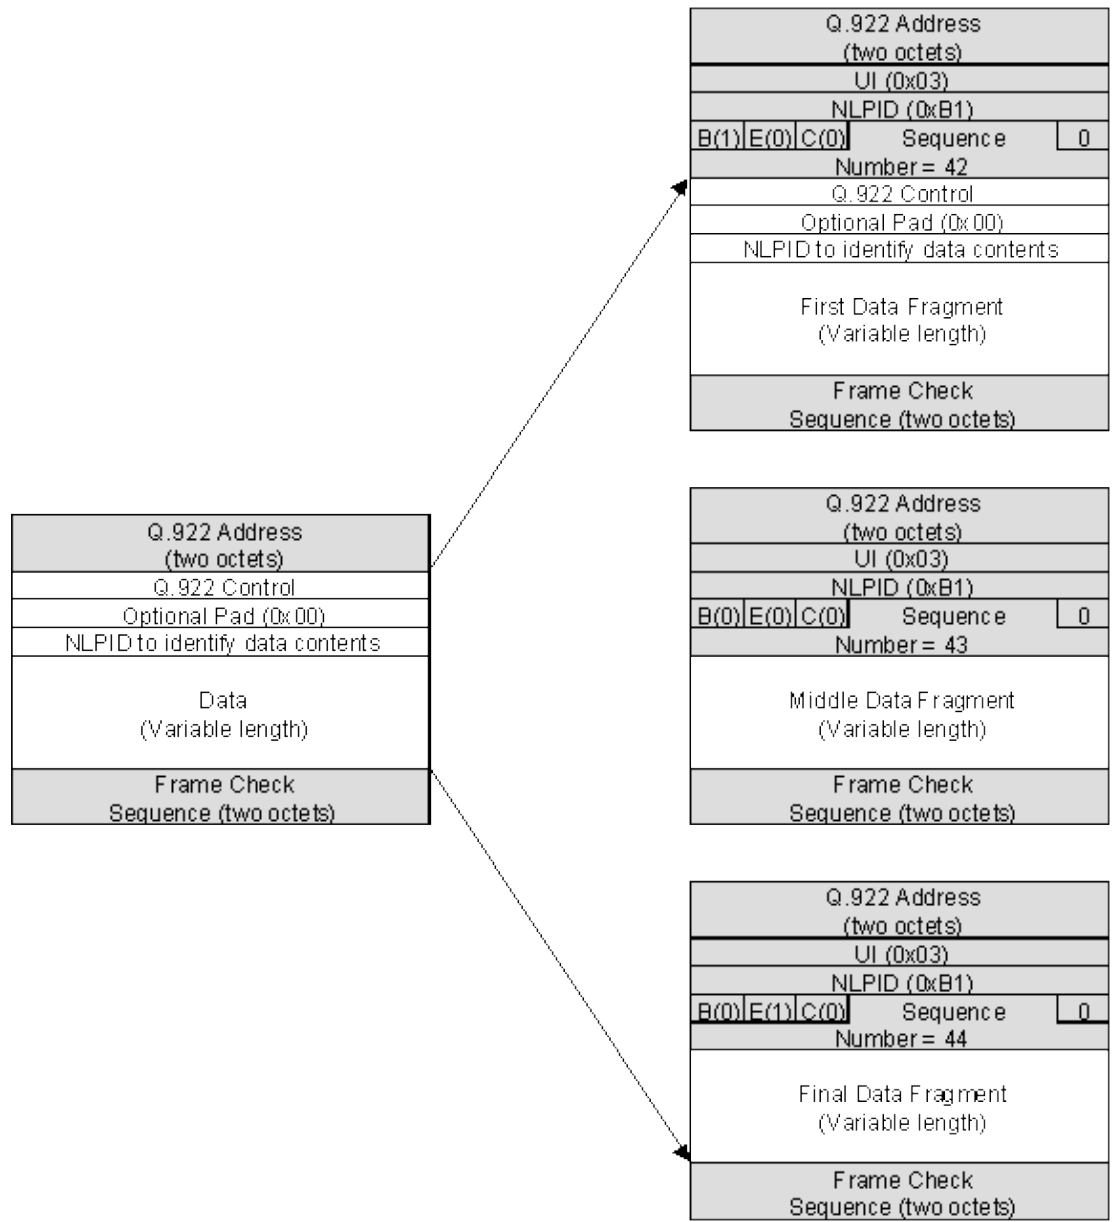 Q.922 Address
(two octets)
UI (0x03)
NLPID (0xB1)
B(1) E(0) C(0) Sequence 0
Number = 42
Q.922 Control
Optional Pad (0x00)
NLPID to identify data contents
First Data Fragment
(Variable length)
Frame Check
Sequence (two octets)
Q.922 Address
(two octets)
Q.922 Control
Optional Pad (0x00)
NLPID to identify data contents
Data
(Variable length)
Frame Check
Sequence (two octets)
Q.922 Address
(two octets)
UI (0x03)
NLPID (0xB1)
B(0) E(0) C(0) Sequence 0
Number = 43
Middle Data Fragment
(Variable length)
Frame Check
Sequence (two octets)
Q.922 Address
(two octets)
UI (0x03)
NLPID (0xB1)
B(0) E(1) C(0) Sequence 0
Number = 44
Final Data Fragment
(Variable length)
Frame Check
Sequence (two octets)